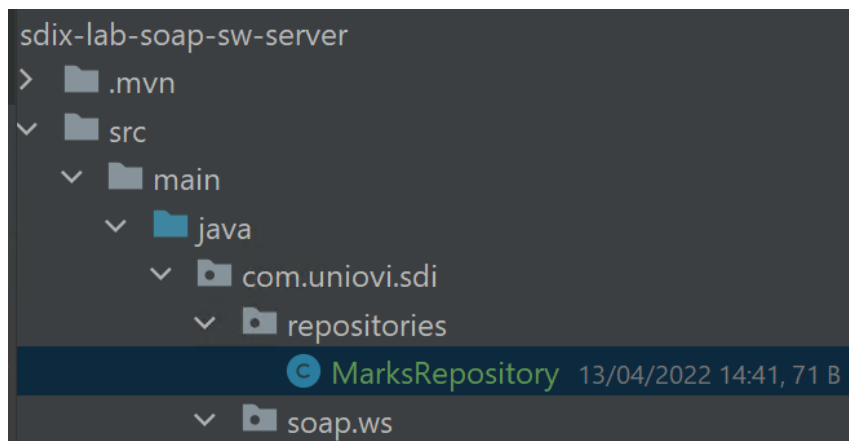 sdix-lab-soap-sw-server
.mvn
src
main
java
com.uniovi.sdi
repositories
C MarksRepository 13/04/2022 14:41, 71 B
soap.ws